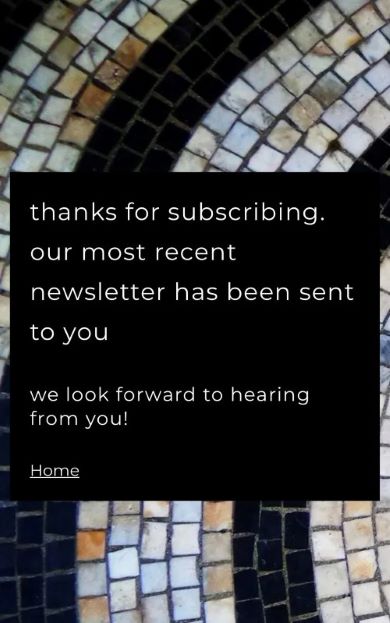 thanks for subscribing.
our most recent
newsletter has been sent
to you
we look forward to hearing
from you!
Home